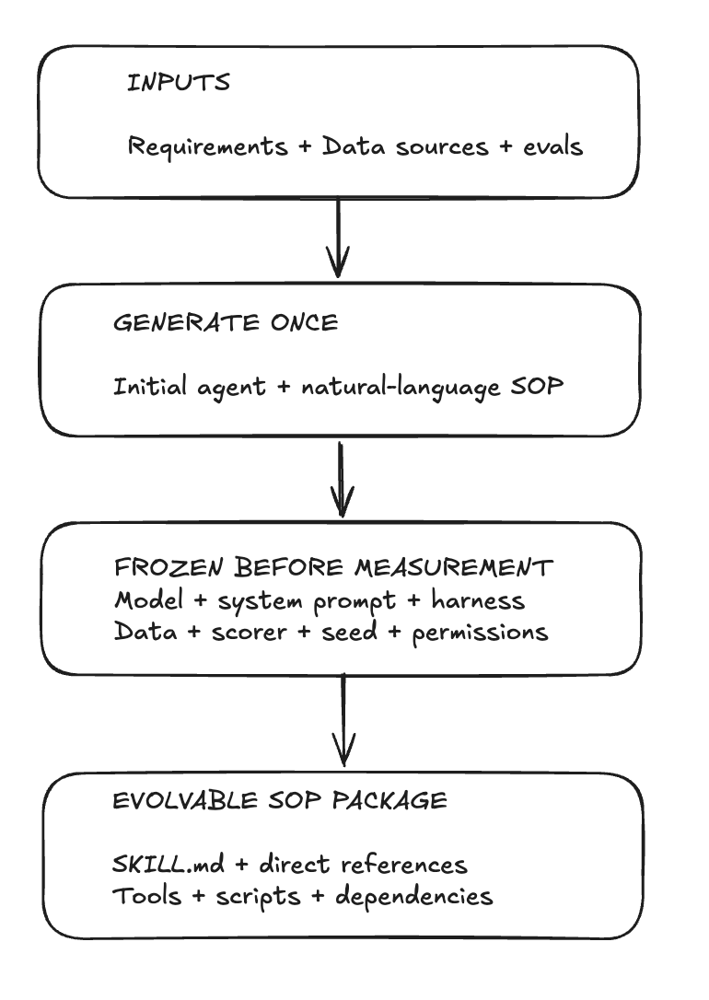 INPUTS
Requirements + Data sources + evals
GENERATE ONCE
Initial agent + natural-language SOP
FROZEN BEFORE MEASUREMENT
Model + system prompt + harness
Data + scorer + seed + permissions
EVOLVABLE SOP PACKAGE
SKILL.md + direct references
Tools + scripts + dependencies